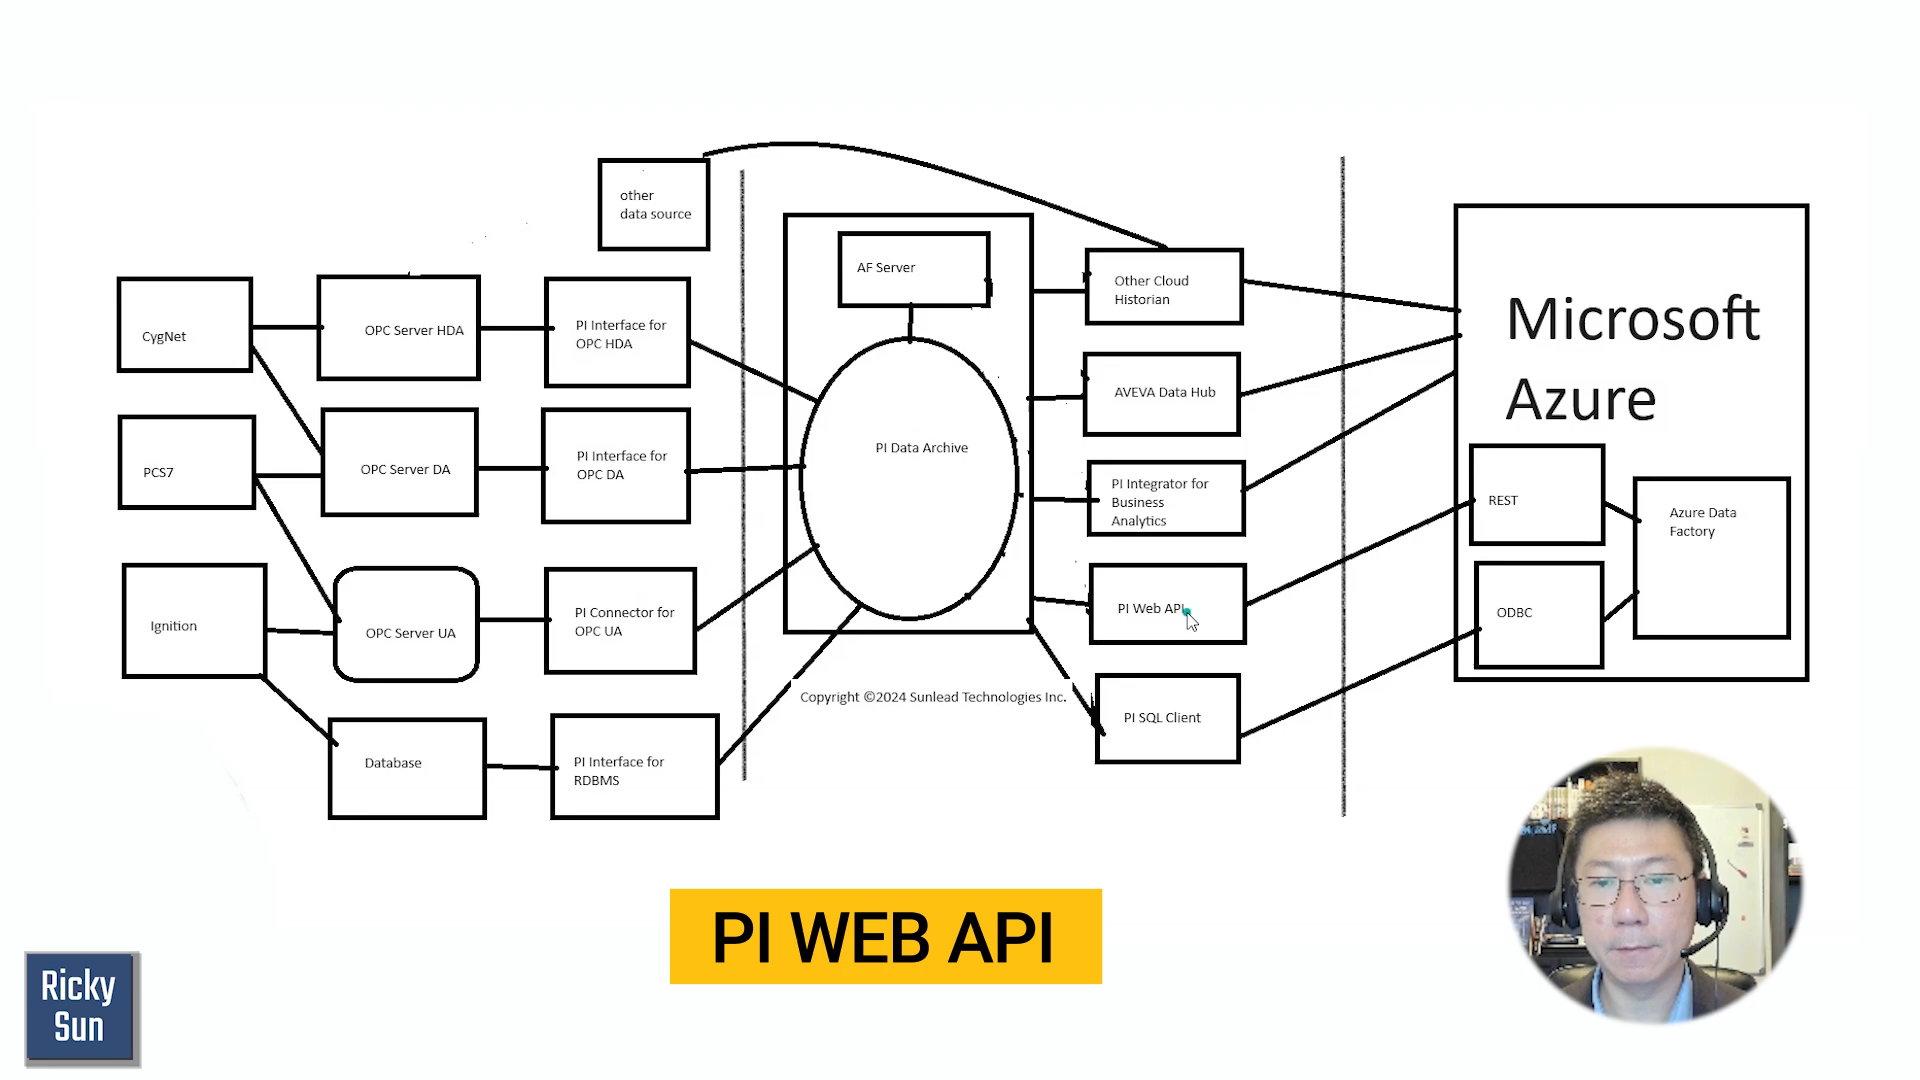 other
data source
AF Server
Other Cloud
Historian
Microsoft
Azure
CygNet
OPC Server HDA
PI Interface for
OPC HDA
AVEVA Data Hub
PI Data Archive
PCS7
OPC Server DA
PI Interface for
OPC DA
PI Integrator for
Business
Analytics
REST
Azure Data
Factory
Ignition
OPC Server UA
PI Connector for
OPC UA
PI Web API
ODBC
Copyright ©2024 Sunlead Technologies Inc.
PI SQL Client
Database
PI Interface for
RDBMS
PI WEB API
Ricky
Sun